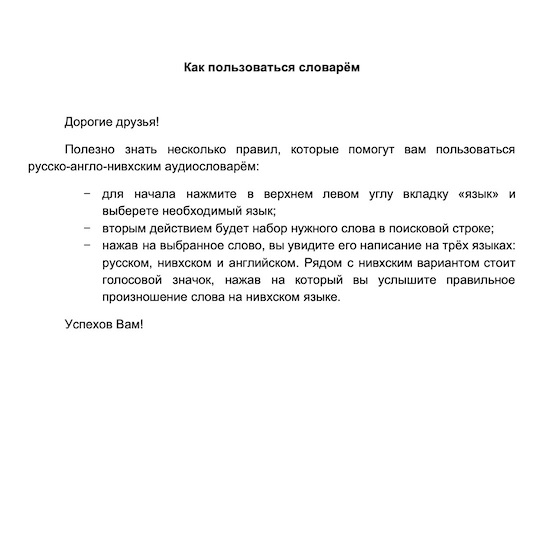 Как пользоваться словарём
Дорогие друзья!
Полезно знать несколько правил, которые помогут вам пользоваться
русско-англо-нивхским аудиословарём:
− для начала нажмите в верхнем левом углу вкладку «язык» и
выберете необходимый язык;
− вторым действием будет набор нужного слова в поисковой строке;
− нажав на выбранное слово, вы увидите его написание на трёх языках:
русском, нивхском и английском. Рядом с нивхским вариантом стоит
голосовой значок, нажав на который вы услышите правильное
произношение слова на нивхском языке.
Успехов Вам!